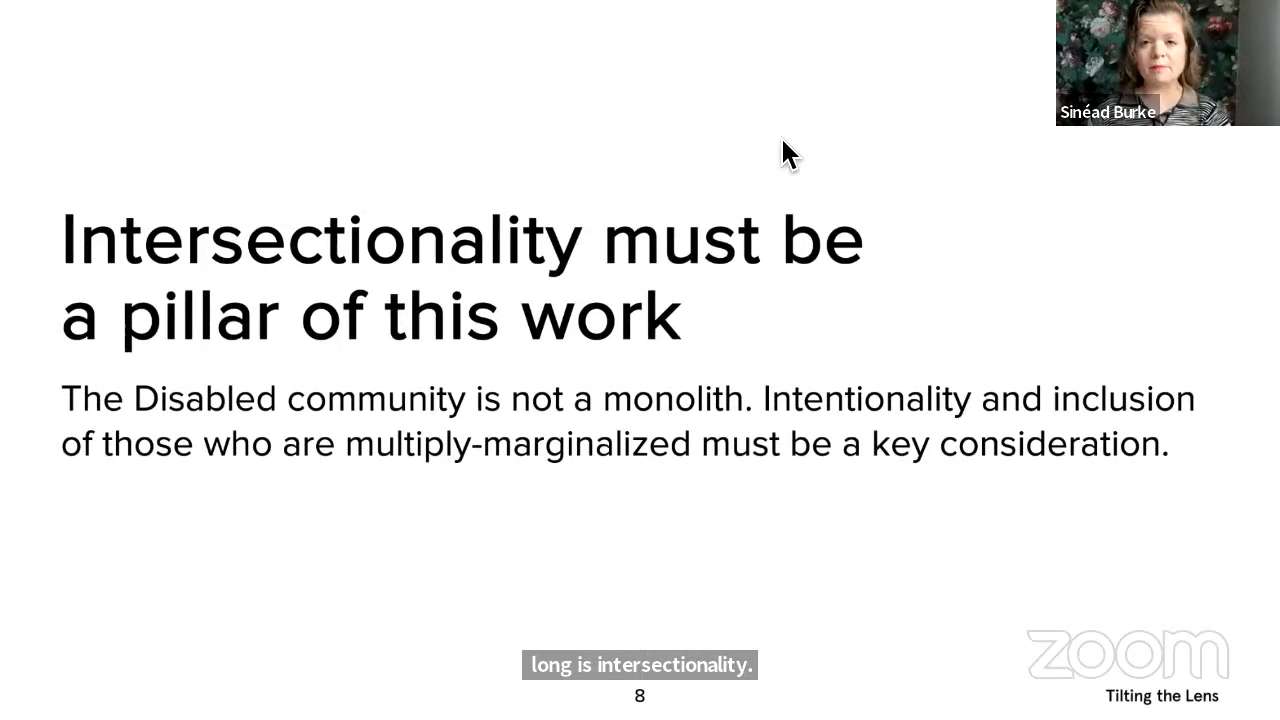 Sinéad Burke
Intersectionality must be
a pillar of this work
The Disabled community is not a monolith. Intentionality and inclusion
of those who are multiply-marginalized must be a key consideration.
long is intersectionality.
zoom
8
Tilting the Lens